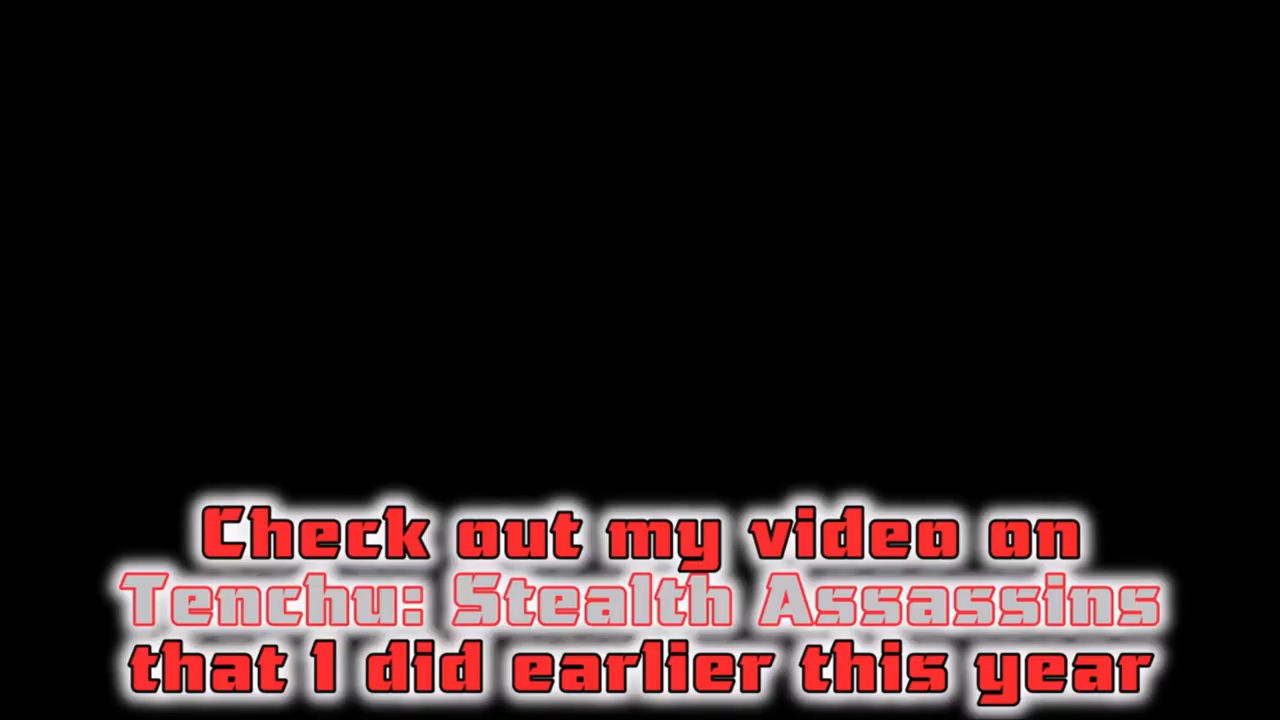 Check out my video on
Tenchu: Stealth Assassins
that I did earlier this year